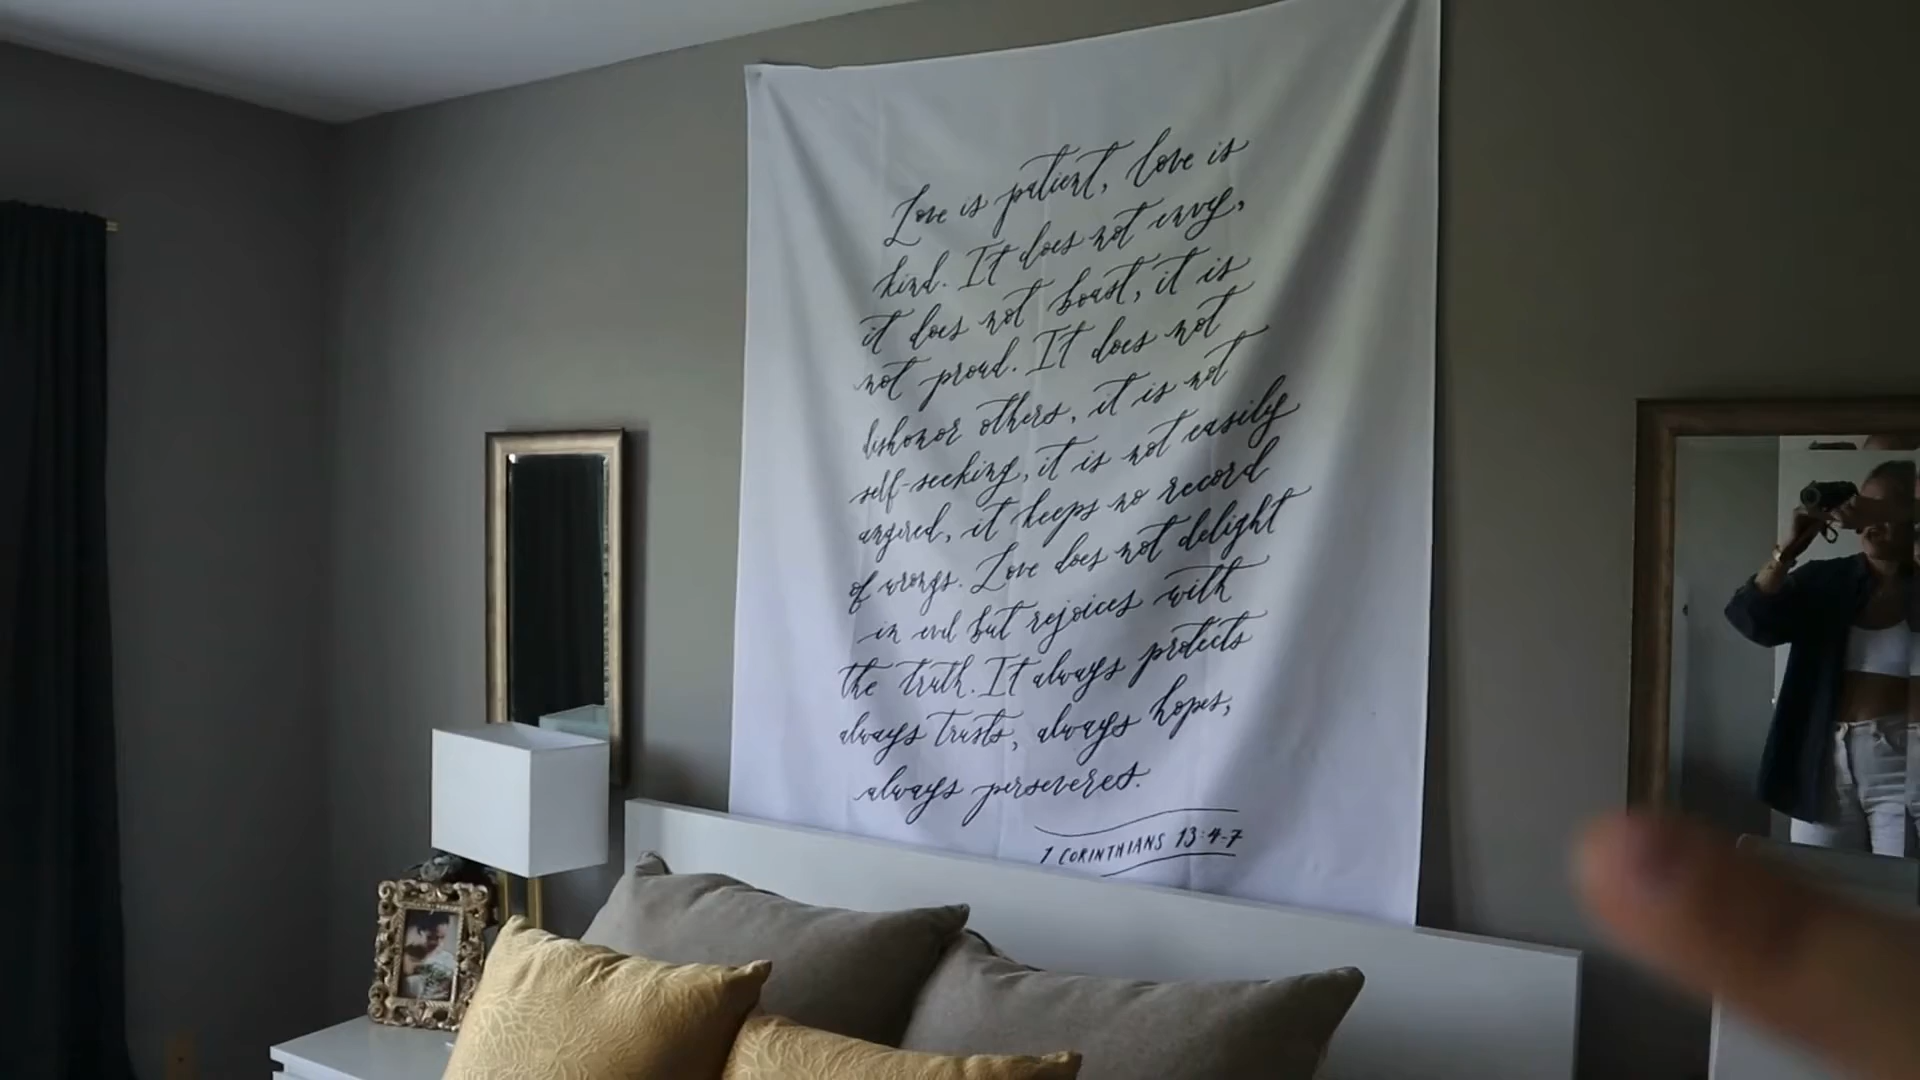 Love is patient, love is
kind. It does not envy,
it does not boast, it is
not proud. It does not
dishonor others, it is not
self-seeking, it is not easily
angered, it keeps no record
of wrongs. Love does not delight
in evil but rejoices with
the truth. It always protects
always trusts, always hopes,
always perseveres.
1 CORINTHIANS 13:4-7